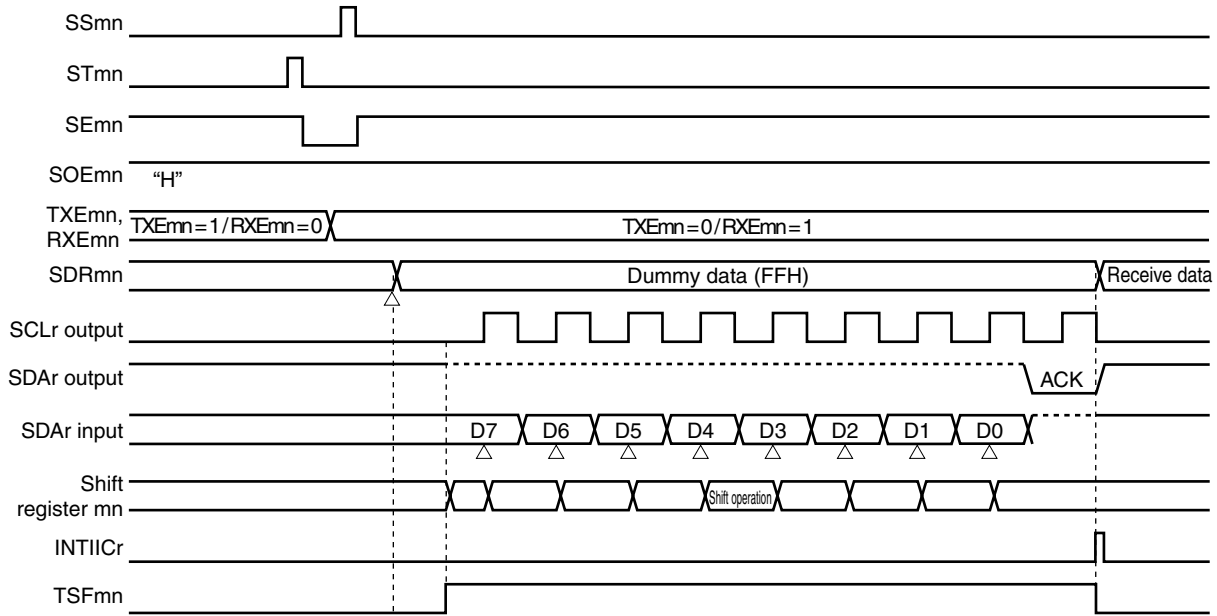 SSmn
STmn
SEmn
SOEmn “H”
TXEmn,
RXEmn
TXEmn=1/RXEmn=0 TXEmn=0/RXEmn=1
SDRmn Dummy data (FFH) Receive data
SCLr output
SDAr output ACK
SDAr input D7 D6 D5 D4 D3 D2 D1 D0
Shift
register mn
Shift operation
INTIICr
TSFmn